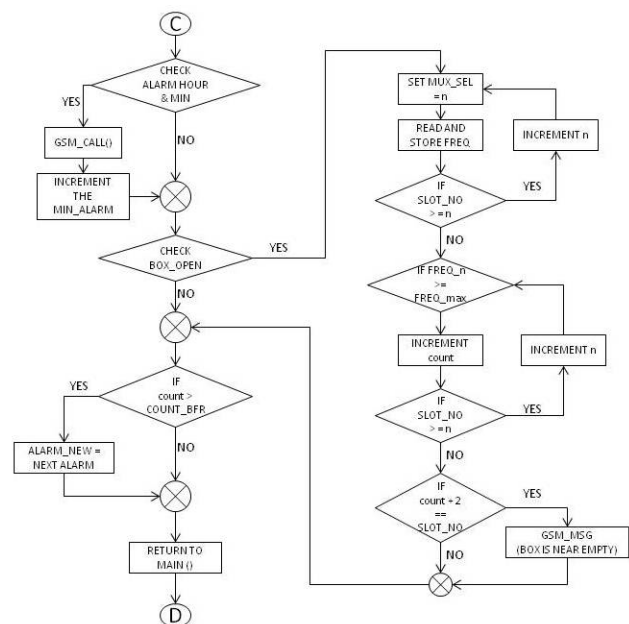 C
CHECK
ALARM HOUR
& MIN
YES
NO
GSM_CALL()
INCREMENT
THE
MIN_ALARM
CHECK
BOX_OPEN
YES
NO
IF
count >
COUNT_BFR
YES
NO
ALARM_NEW =
NEXT ALARM
RETURN TO
MAIN ()
D
SET MUX_SEL
= n
READ AND
STORE FREQ
INCREMENT n
IF
SLOT_NO
>= n
YES
NO
IF FREQ_n
>=
FREQ_max
INCREMENT
count
INCREMENT n
IF
SLOT_NO
>= n
YES
NO
IF
count + 2
==
SLOT_NO
YES
NO
GSM_MSG
(BOX IS NEAR EMPTY)